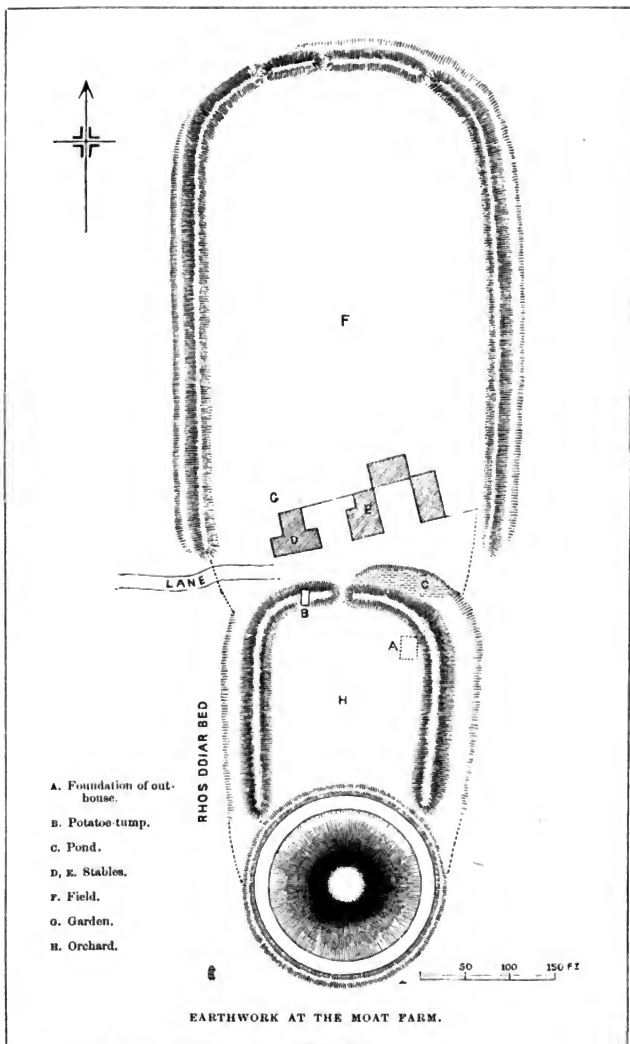 F
G
E
D
LANE
C
B
A
H
RHOS DDIAR BED
A. Foundation of out-
house.
B. Potatoe tump.
C. Pond.
D, E. Stables.
F. Field.
G. Garden.
H. Orchard.
50 100 150 FT
EARTHWORK AT THE MOAT FARM.